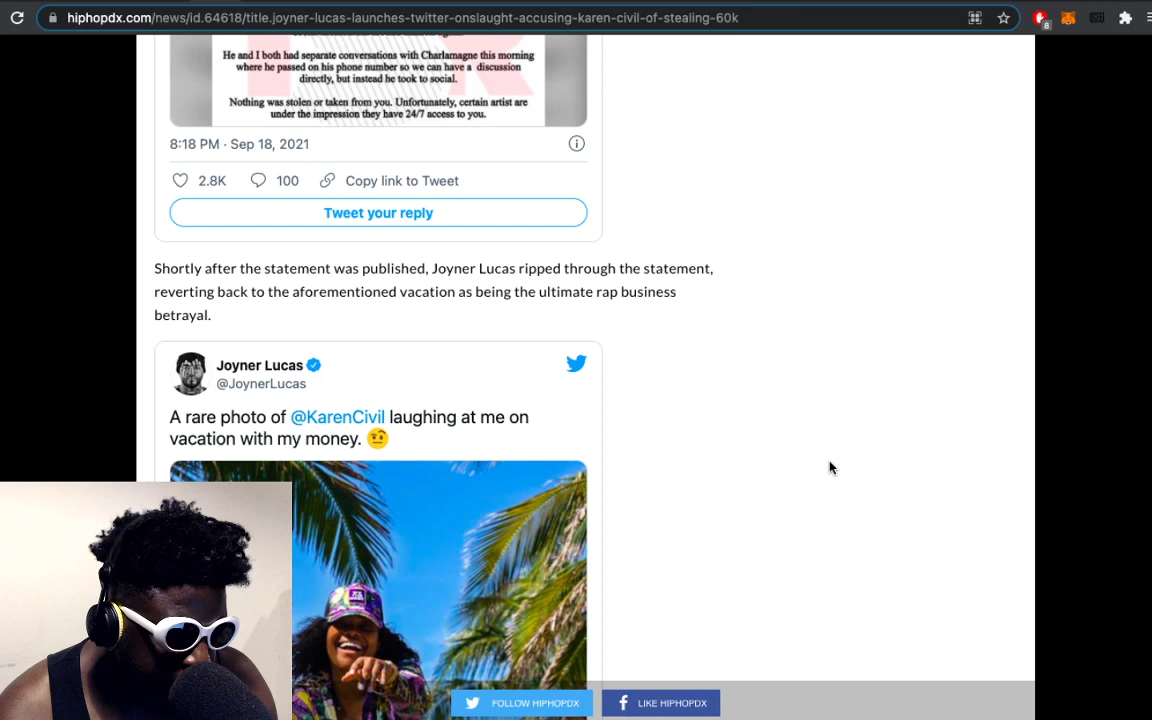 hiphopdx.com/news/id.64618/title.joyner-lucas-launches-twitter-onslaught-accusing-karen-civil-of-stealing-60k
8
He and I both had separate conversations with Charlamagne this morning
where he passed on his phone number so we can have a discussion
directly, but instead he took to social.
Nothing was stolen or taken from you. Unfortunately, certain artist are
under the impression they have 24/7 access to you.
8:18 PM · Sep 18, 2021
2.8K 100 Copy link to Tweet
Tweet your reply
Shortly after the statement was published, Joyner Lucas ripped through the statement,
reverting back to the aforementioned vacation as being the ultimate rap business
betrayal.
Joyner Lucas
@JoynerLucas
A rare photo of @KarenCivil laughing at me on
vacation with my money. 🤨
FOLLOW HIPHOPDX LIKE HIPHOPDX